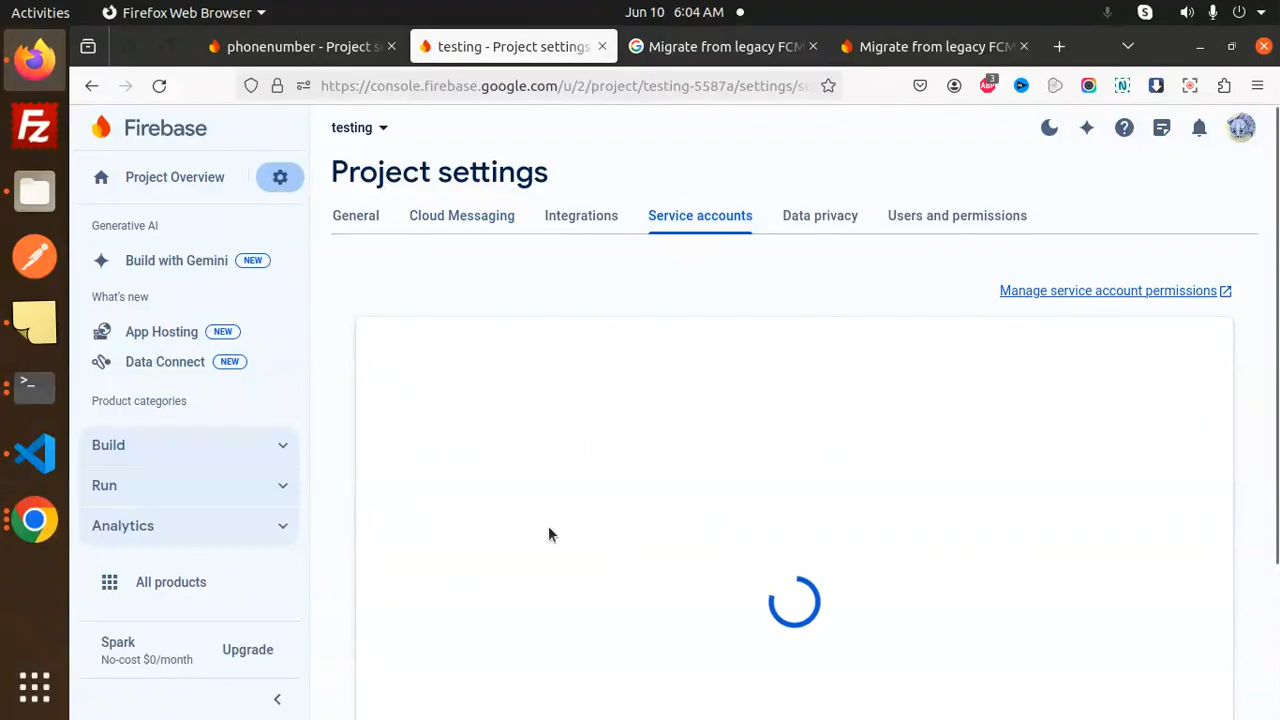 Activities
Firefox Web Browser
Jun 10 6:04 AM
phonenumber - Project s
testing - Project settings
Migrate from legacy FCM
Migrate from legacy FCM
https://console.firebase.google.com/u/2/project/testing-5587a/settings/se
3
ABP
N
Fz
Firebase
testing
Project Overview
Project settings
General
Cloud Messaging
Integrations
Service accounts
Data privacy
Users and permissions
Generative AI
Build with Gemini
NEW
Manage service account permissions
What's new
App Hosting
NEW
Data Connect
NEW
Product categories
Build
Run
Analytics
All products
Spark
No-cost $0/month
Upgrade